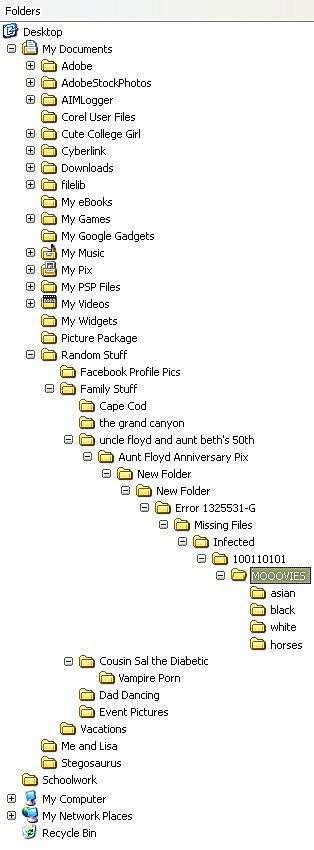 Folders
Desktop
My Documents
Adobe
AdobeStockPhotos
AIMLogger
Corel User Files
Cute College Girl
Cyberlink
Downloads
filelib
My eBooks
My Games
My Google Gadgets
My Music
My Pix
My PSP Files
My Videos
My Widgets
Picture Package
Random Stuff
Facebook Profile Pics
Family Stuff
Cape Cod
the grand canyon
uncle floyd and aunt beth's 50th
Aunt Floyd Anniversary Pix
New Folder
New Folder
Error 1325531-G
Missing Files
Infected
100110101
MOOOVIES
asian
black
white
horses
Cousin Sal the Diabetic
Vampire Porn
Dad Dancing
Event Pictures
Vacations
Me and Lisa
Stegosaurus
Schoolwork
My Computer
My Network Places
Recycle Bin